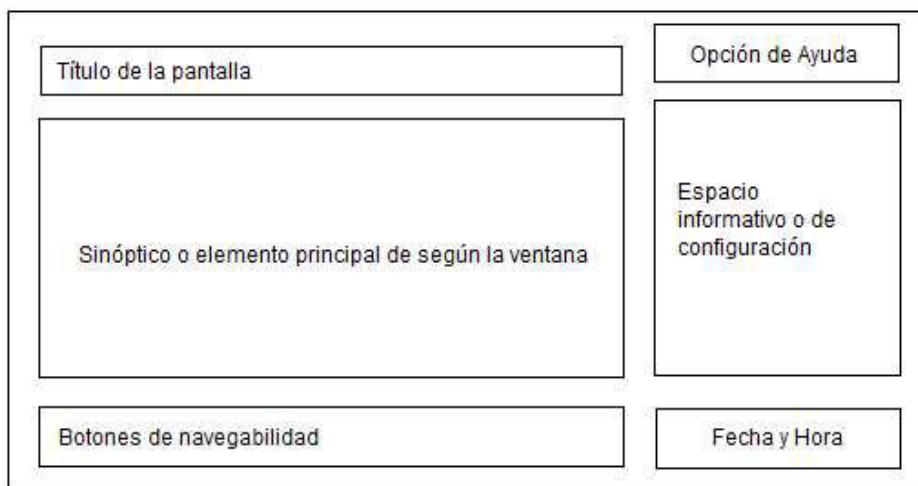 Título de la pantalla
Opción de Ayuda
Sinóptico o elemento principal de según la ventana
Espacio
informativo o de
configuración
Botones de navegabilidad
Fecha y Hora